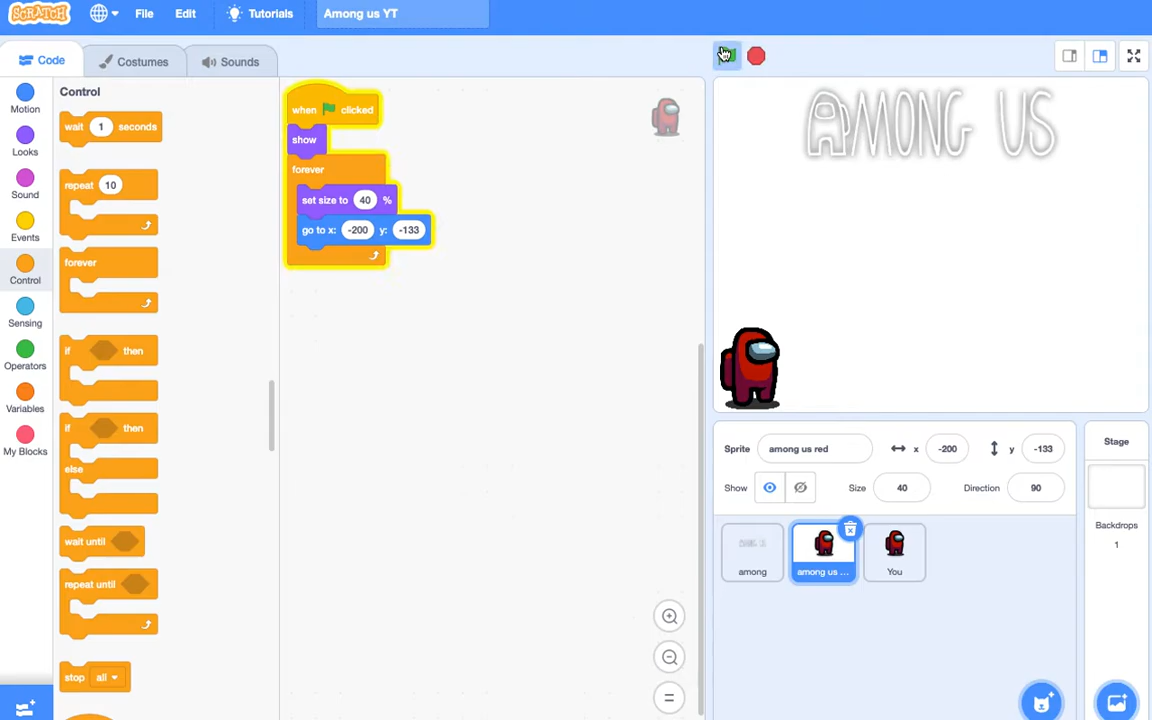 SCRATCH File Edit Tutorials Among us YT
Code Costumes Sounds
Motion
Looks
Sound
Events
Control
Sensing
Operators
Variables
My Blocks
Control
wait 1 seconds
repeat 10
forever
if then
if then
else
wait until
repeat until
stop all
when clicked
show
forever
set size to 40 %
go to x: -200 y: -133
AMONG US
Sprite among us red x -200 y -133
Show Size 40 Direction 90
among
among us ...
You
Stage
Backdrops
1